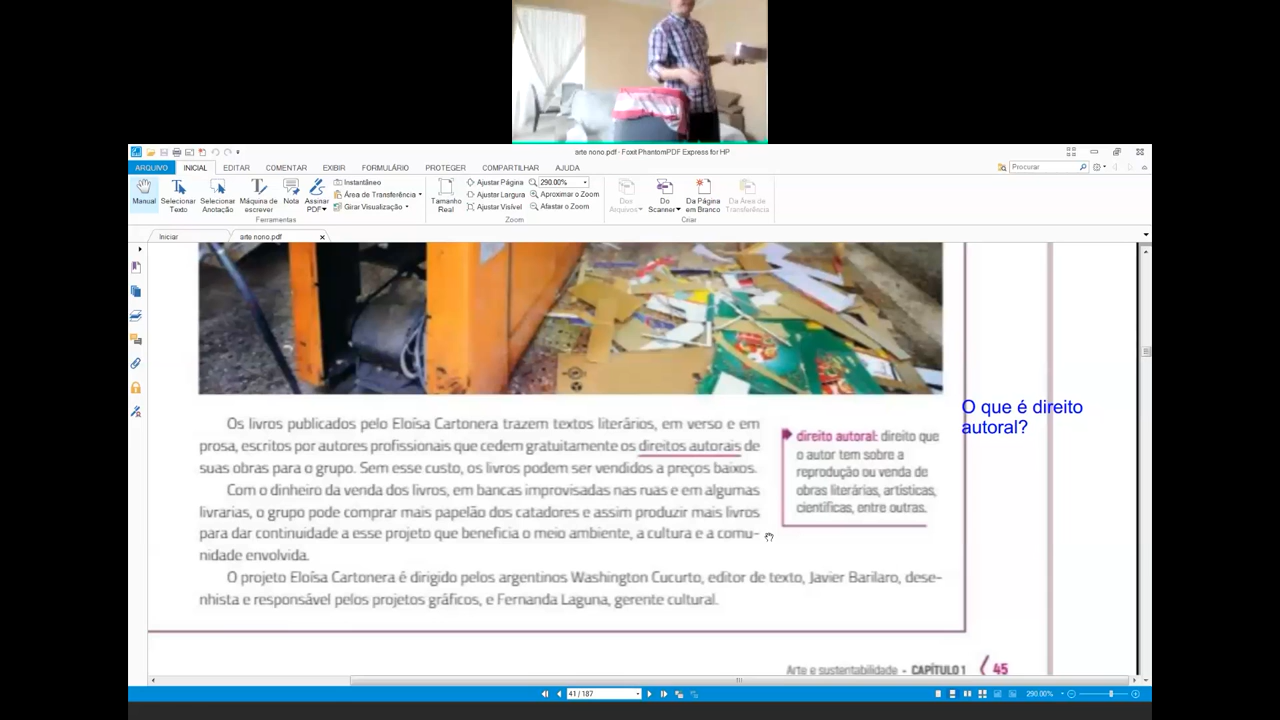 arte nono.pdf - Foxit PhantomPDF Express for HP
ARQUIVO INICIAL EDITAR COMENTAR EXIBIR FORMULÁRIO PROTEGER COMPARTILHAR AJUDA
Procurar
Manual
Selecionar Texto
Selecionar Anotação
Máquina de escrever
Nota
Assinar PDF
Instantâneo
Área de Transferência
Girar Visualização
Ferramentas
Tamanho Real
Ajustar Página
Ajustar Largura
Ajustar Visível
290.00%
Aproximar o Zoom
Afastar o Zoom
Zoom
Dos Arquivos
Do Scanner
Da Página em Branco
Da Área de Transferência
Criar
Iniciar
arte nono.pdf
Os livros publicados pelo Eloísa Cartonera trazem textos literários, em verso e em
prosa, escritos por autores profissionais que cedem gratuitamente os direitos autorais de
suas obras para o grupo. Sem esse custo, os livros podem ser vendidos a preços baixos.
Com o dinheiro da venda dos livros, em bancas improvisadas nas ruas e em algumas
livrarias, o grupo pode comprar mais papelão dos catadores e assim produzir mais livros
para dar continuidade a esse projeto que beneficia o meio ambiente, a cultura e a comu-
nidade envolvida.
O projeto Eloísa Cartonera é dirigido pelos argentinos Washington Cucurto, editor de texto, Javier Barilaro, dese-
nhista e responsável pelos projetos gráficos, e Fernanda Laguna, gerente cultural.
direito autoral: direito que
o autor tem sobre a
reprodução ou venda de
obras literárias, artísticas,
científicas, entre outras.
O que é direito
autoral?
Arte e sustentabilidade - CAPÍTULO 1 45
41 / 187
290.00%